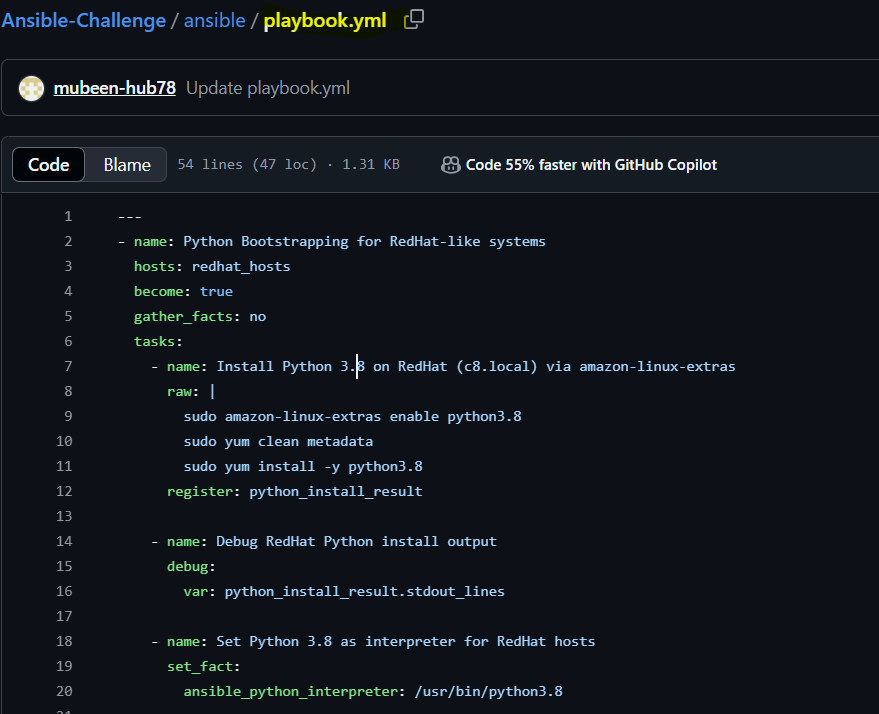 Ansible-Challenge / ansible / playbook.yml
mubeen-hub78 Update playbook.yml
Code Blame 54 lines (47 loc) · 1.31 KB Code 55% faster with GitHub Copilot
1 ---
2 - name: Python Bootstrapping for RedHat-like systems
3 hosts: redhat_hosts
4 become: true
5 gather_facts: no
6 tasks:
7 - name: Install Python 3.8 on RedHat (c8.local) via amazon-linux-extras
8 raw: |
9 sudo amazon-linux-extras enable python3.8
10 sudo yum clean metadata
11 sudo yum install -y python3.8
12 register: python_install_result
13
14 - name: Debug RedHat Python install output
15 debug:
16 var: python_install_result.stdout_lines
17
18 - name: Set Python 3.8 as interpreter for RedHat hosts
19 set_fact:
20 ansible_python_interpreter: /usr/bin/python3.8